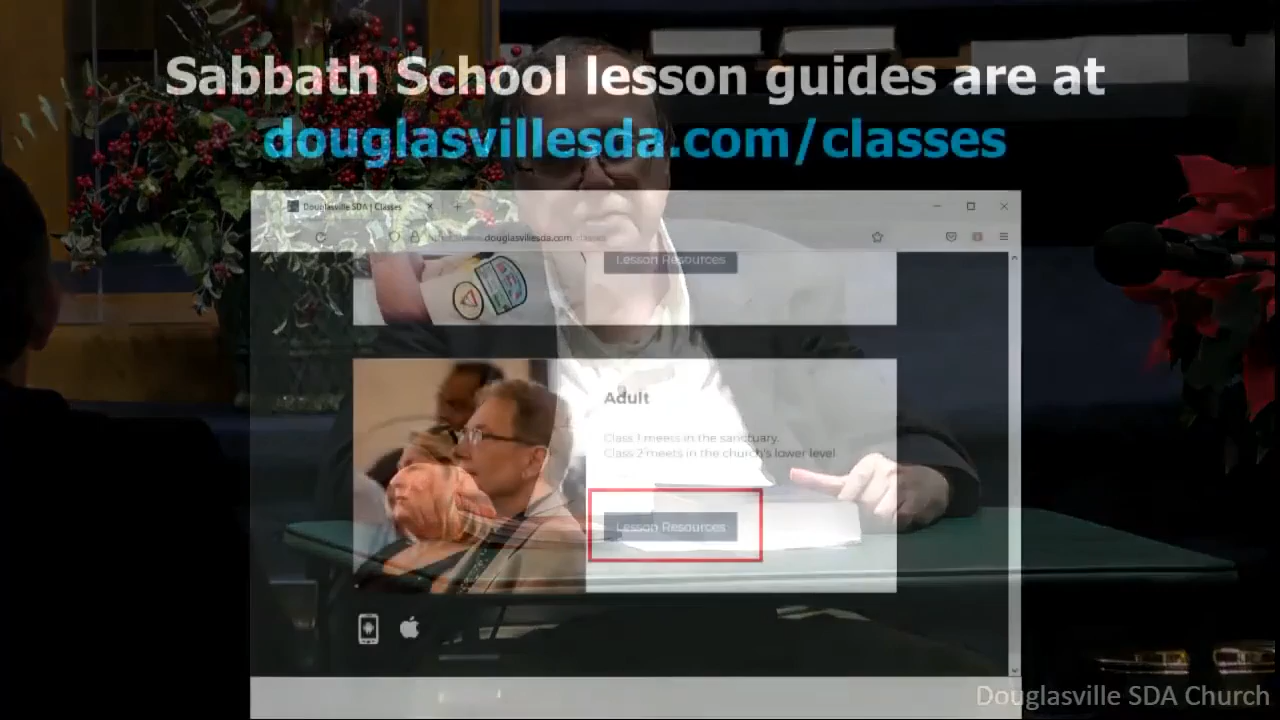 Sabbath School lesson guides are at
douglasvillesda.com/classes
Douglasville SDA | Classes
douglasvillesda.com/classes
Lesson Resources
Adult
Class 1 meets in the sanctuary.
Class 2 meets in the church's lower level.
Lesson Resources
Douglasville SDA Church